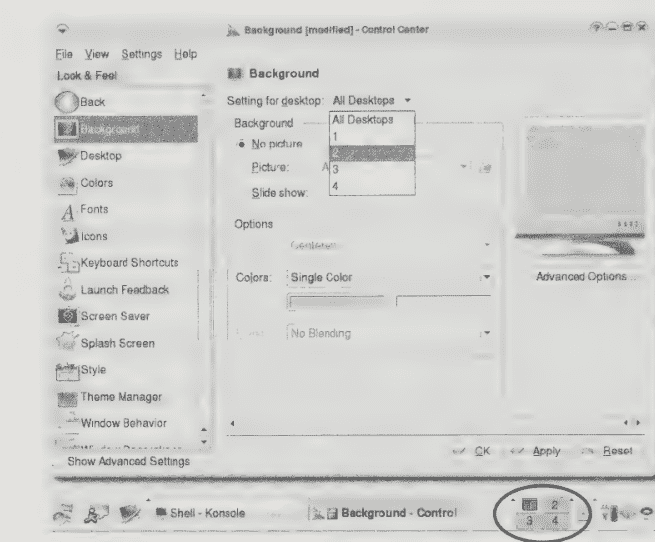 Background [modified] - Control Center
File View Settings Help
Look & Feel
Back
Background
Desktop
Colors
Fonts
Icons
Keyboard Shortcuts
Launch Feedback
Screen Saver
Splash Screen
Style
Theme Manager
Window Behavior
Show Advanced Settings
Background
Setting for desktop: All Desktops
All Desktops
1
2
3
4
Background
No picture
Picture: A
Slide show:
Options
Centered
Colors: Single Color
No Blending
Advanced Options
OK Apply Reset
Shell - Konsole
Background - Control
2
3 4